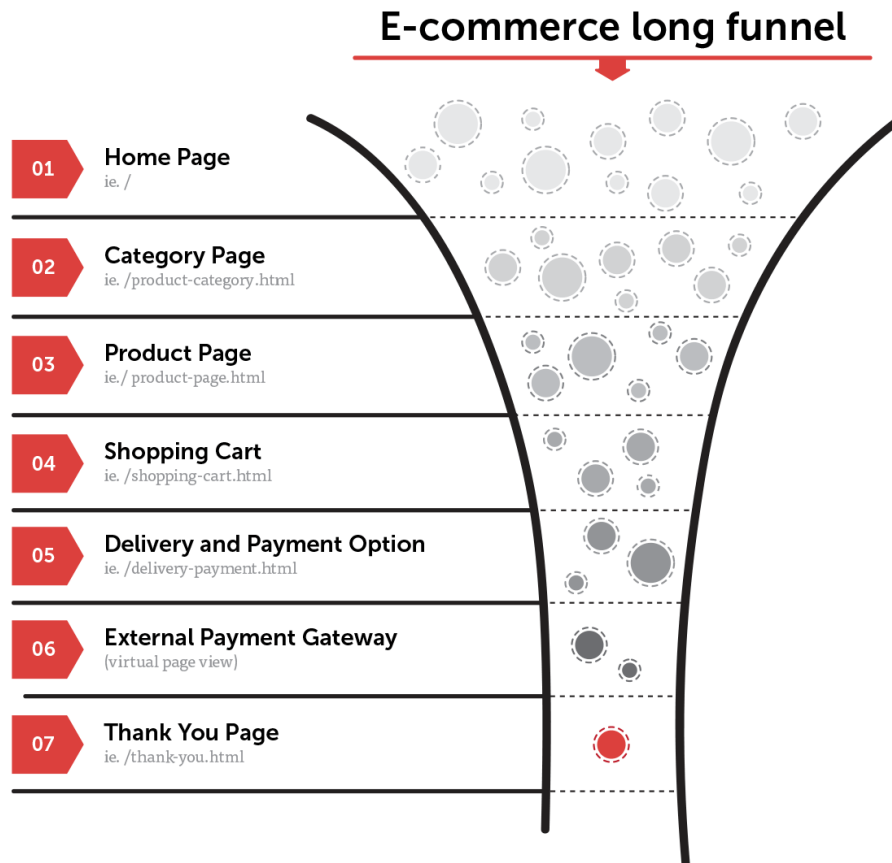 E-commerce long funnel
01
Home Page
ie. /
02
Category Page
ie. /product-category.html
03
Product Page
ie./ product-page.html
04
Shopping Cart
ie. /shopping-cart.html
05
Delivery and Payment Option
ie. /delivery-payment.html
06
External Payment Gateway
(virtual page view)
07
Thank You Page
ie. /thank-you.html